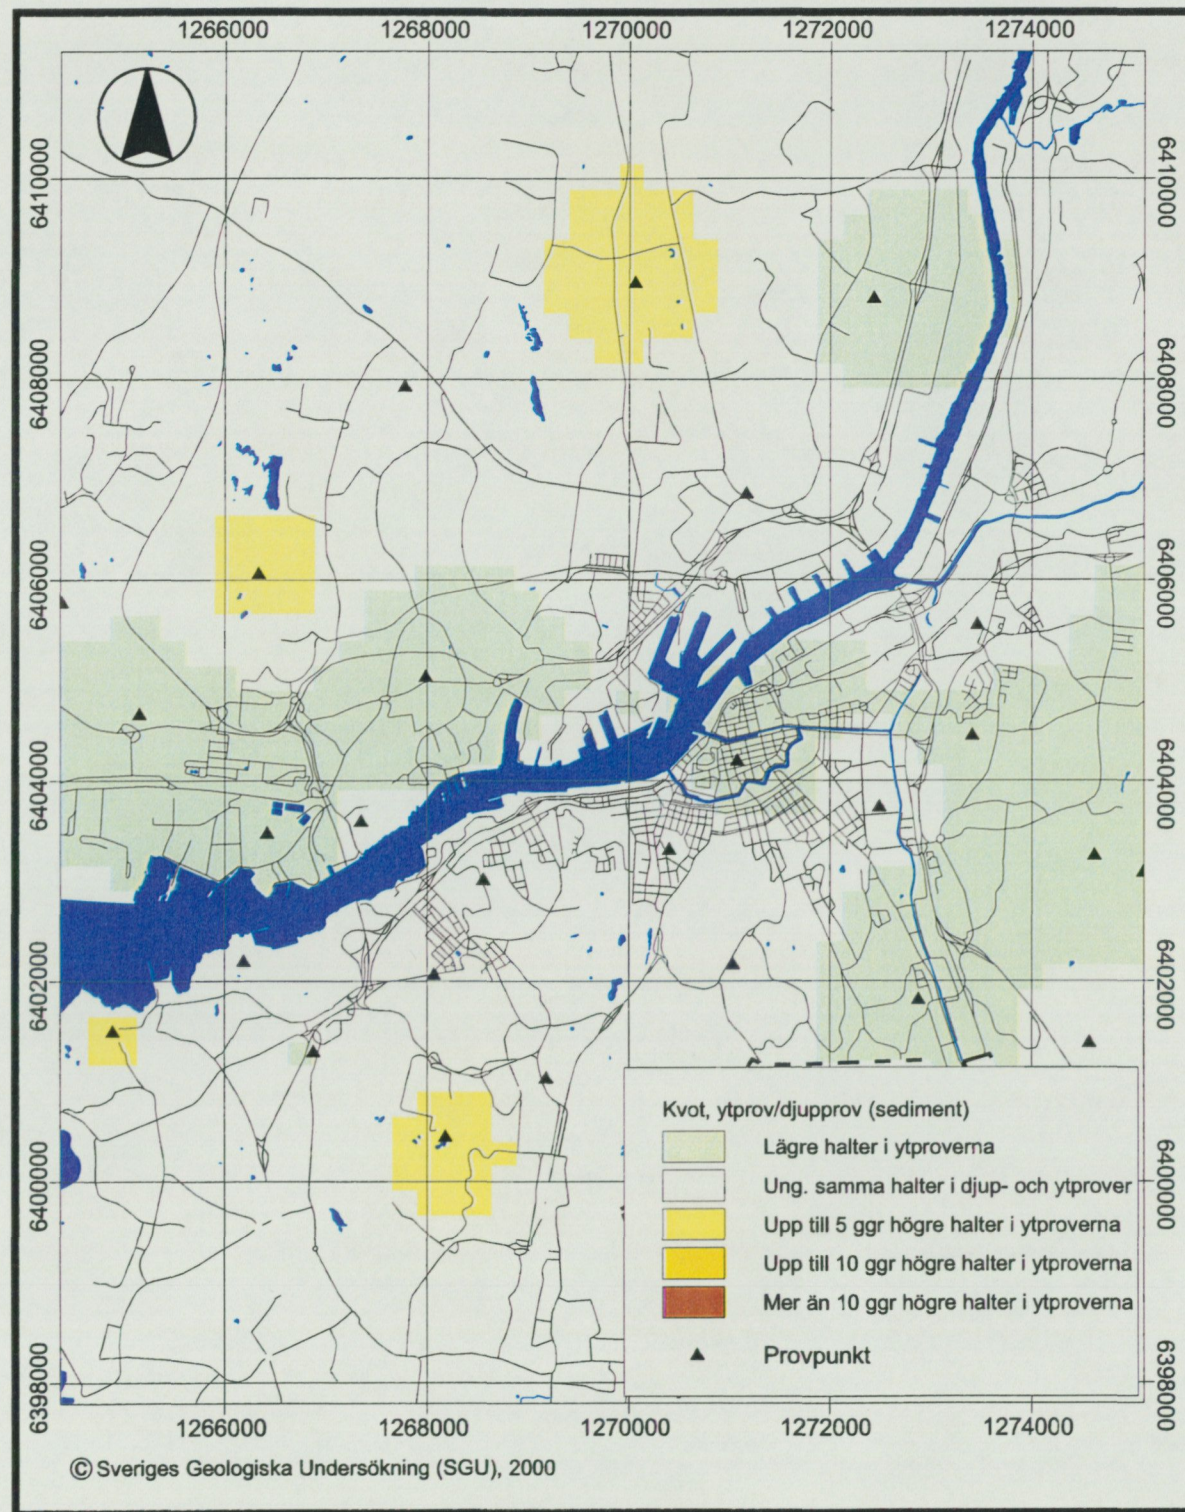 1266000 1268000 1270000 1272000 1274000
6410000
6408000
6406000
6404000
6402000
6400000
6398000
6410000
6408000
6406000
6404000
6402000
6400000
6398000
Kvot, ytprov/djupprov (sediment)
Lägre halter i ytproverna
Ung. samma halter i djup- och ytprover
Upp till 5 ggr högre halter i ytproverna
Upp till 10 ggr högre halter i ytproverna
Mer än 10 ggr högre halter i ytproverna
Provpunkt
1266000 1268000 1270000 1272000 1274000
© Sveriges Geologiska Undersökning (SGU), 2000